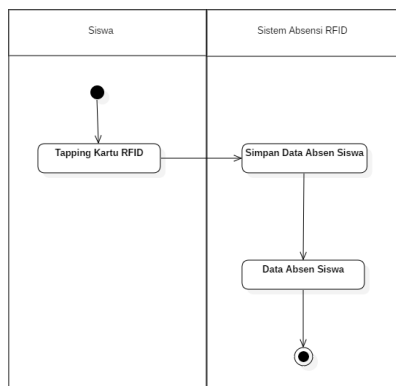 Siswa
Sistem Absensi RFID
Tapping Kartu RFID
Simpan Data Absen Siswa
Data Absen Siswa